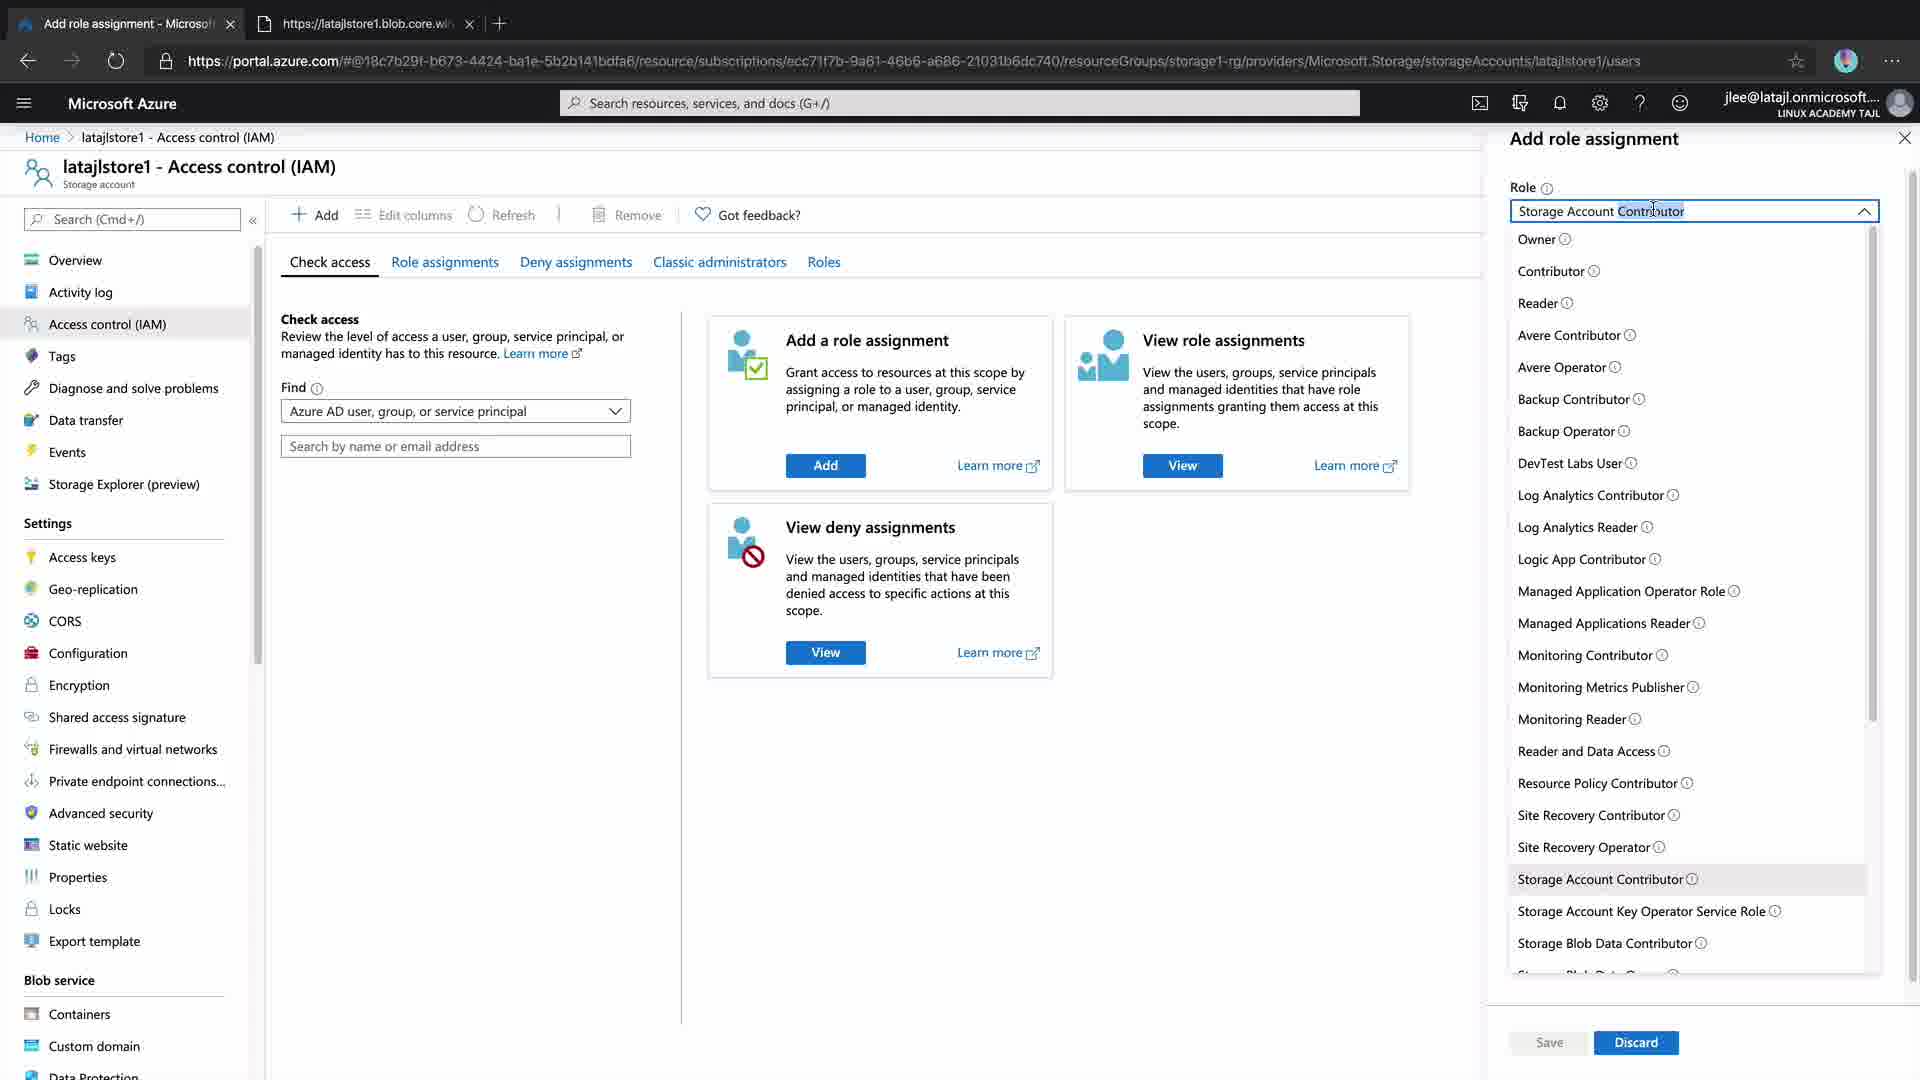 Add role assignment - Microsoft
https://latajlstore1.blob.core.win
https://portal.azure.com/#@18c7b29f-b673-4424-ba1e-5b2b141bdfa6/resource/subscriptions/ecc71f7b-9a61-46b6-a686-21031b6dc740/resourceGroups/storage1-rg/providers/Microsoft.Storage/storageAccounts/latajlstore1/users
Microsoft Azure
Search resources, services, and docs (G+/)
jlee@latajl.onmicrosoft....
LINUX ACADEMY TAJL
Home > latajlstore1 - Access control (IAM)
latajlstore1 - Access control (IAM)
Storage account
Search (Cmd+/)
Overview
Activity log
Access control (IAM)
Tags
Diagnose and solve problems
Data transfer
Events
Storage Explorer (preview)
Settings
Access keys
Geo-replication
CORS
Configuration
Encryption
Shared access signature
Firewalls and virtual networks
Private endpoint connections...
Advanced security
Static website
Properties
Locks
Export template
Blob service
Containers
Custom domain
Data Protection
Add
Edit columns
Refresh
Remove
Got feedback?
Check access
Role assignments
Deny assignments
Classic administrators
Roles
Check access
Review the level of access a user, group, service principal, or
managed identity has to this resource. Learn more
Find
Azure AD user, group, or service principal
Search by name or email address
Add a role assignment
Grant access to resources at this scope by
assigning a role to a user, group, service
principal, or managed identity.
Add
Learn more
View role assignments
View the users, groups, service principals
and managed identities that have role
assignments granting them access at this
scope.
View
Learn more
View deny assignments
View the users, groups, service principals
and managed identities that have been
denied access to specific actions at this
scope.
View
Learn more
Add role assignment
Role
Storage Account Contributor
Owner
Contributor
Reader
Avere Contributor
Avere Operator
Backup Contributor
Backup Operator
DevTest Labs User
Log Analytics Contributor
Log Analytics Reader
Logic App Contributor
Managed Application Operator Role
Managed Applications Reader
Monitoring Contributor
Monitoring Metrics Publisher
Monitoring Reader
Reader and Data Access
Resource Policy Contributor
Site Recovery Contributor
Site Recovery Operator
Storage Account Contributor
Storage Account Key Operator Service Role
Storage Blob Data Contributor
Save
Discard